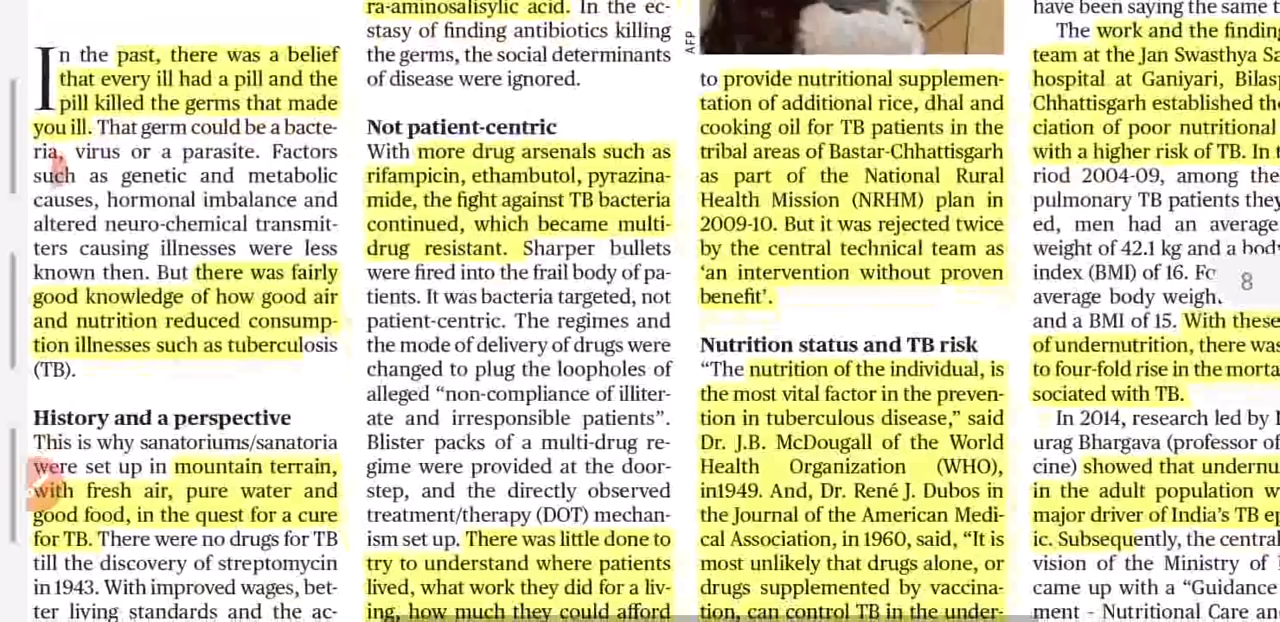 In the past, there was a belief
that every ill had a pill and the
pill killed the germs that made
you ill. That germ could be a bacte-
ria, virus or a parasite. Factors
such as genetic and metabolic
causes, hormonal imbalance and
altered neuro-chemical transmit-
ters causing illnesses were less
known then. But there was fairly
good knowledge of how good air
and nutrition reduced consump-
tion illnesses such as tuberculosis
(TB).
History and a perspective
This is why sanatoriums/sanatoria
were set up in mountain terrain,
with fresh air, pure water and
good food, in the quest for a cure
for TB. There were no drugs for TB
till the discovery of streptomycin
in 1943. With improved wages, bet-
ter living standards and the ac-
ra-aminosalisylic acid. In the ec-
stasy of finding antibiotics killing
the germs, the social determinants
of disease were ignored.
Not patient-centric
With more drug arsenals such as
rifampicin, ethambutol, pyrazina-
mide, the fight against TB bacteria
continued, which became multi-
drug resistant. Sharper bullets
were fired into the frail body of pa-
tients. It was bacteria targeted, not
patient-centric. The regimes and
the mode of delivery of drugs were
changed to plug the loopholes of
alleged “non-compliance of illiter-
ate and irresponsible patients”.
Blister packs of a multi-drug re-
gime were provided at the door-
step, and the directly observed
treatment/therapy (DOT) mechan-
ism set up. There was little done to
try to understand where patients
lived, what work they did for a liv-
ing, how much they could afford
AFP
to provide nutritional supplemen-
tation of additional rice, dhal and
cooking oil for TB patients in the
tribal areas of Bastar-Chhattisgarh
as part of the National Rural
Health Mission (NRHM) plan in
2009-10. But it was rejected twice
by the central technical team as
‘an intervention without proven
benefit’.
Nutrition status and TB risk
“The nutrition of the individual, is
the most vital factor in the preven-
tion in tuberculous disease,” said
Dr. J.B. McDougall of the World
Health Organization (WHO),
in1949. And, Dr. René J. Dubos in
the Journal of the American Medi-
cal Association, in 1960, said, “It is
most unlikely that drugs alone, or
drugs supplemented by vaccina-
tion, can control TB in the under-
have been saying the same t
The work and the finding
team at the Jan Swasthya Sa
hospital at Ganiyari, Bilas
Chhattisgarh established the
ciation of poor nutritional
with a higher risk of TB. In t
riod 2004-09, among the
pulmonary TB patients they
ed, men had an average
weight of 42.1 kg and a body
index (BMI) of 16. Fo
average body weigh
and a BMI of 15. With these
of undernutrition, there was
to four-fold rise in the morta
sociated with TB.
In 2014, research led by
urag Bhargava (professor of
cine) showed that undernu
in the adult population w
major driver of India’s TB ep
ic. Subsequently, the central
vision of the Ministry of
came up with a “Guidance
ment - Nutritional Care an
8